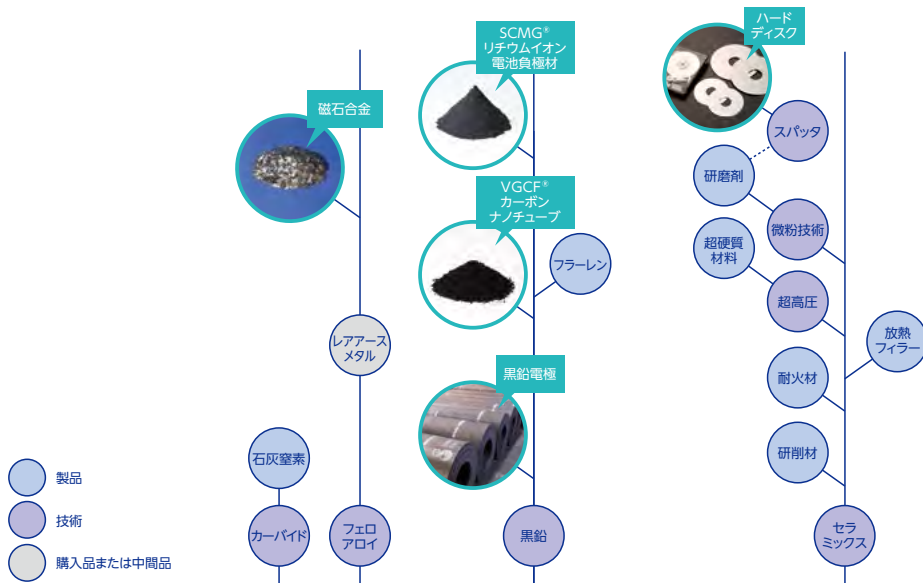 ハード
ディスク
SCMG®
リチウムイオン
電池負極材
磁石合金
スパッタ
研磨剤
VGCF®
カーボン
ナノチューブ
微粉技術
超硬質
材料
フラーレン
超高圧
放熱
フィラー
レアアース
メタル
黒鉛電極
耐火材
石灰窒素
研削材
製品
技術
カーバイド
フェロ
アロイ
黒鉛
セラ
ミックス
購入品または中間品